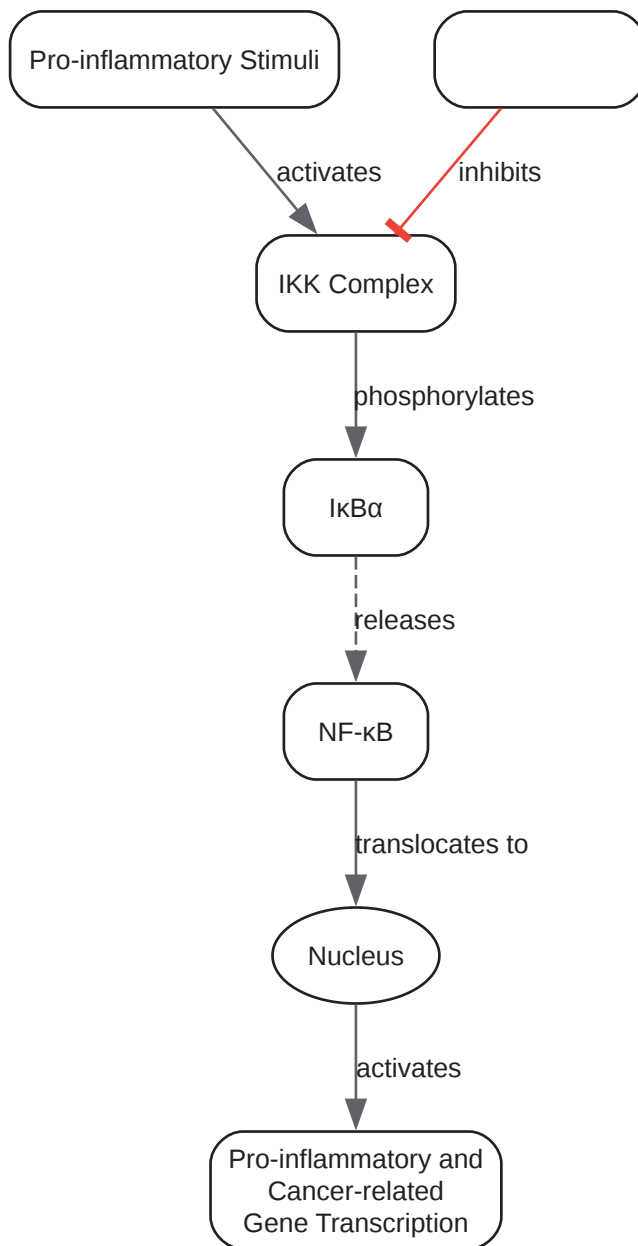 Pro-inflammatory Stimuli
activates
inhibits
IKK Complex
phosphorylates
IκBα
releases
NF-κB
translocates to
Nucleus
activates
Pro-inflammatory and
Cancer-related
Gene Transcription